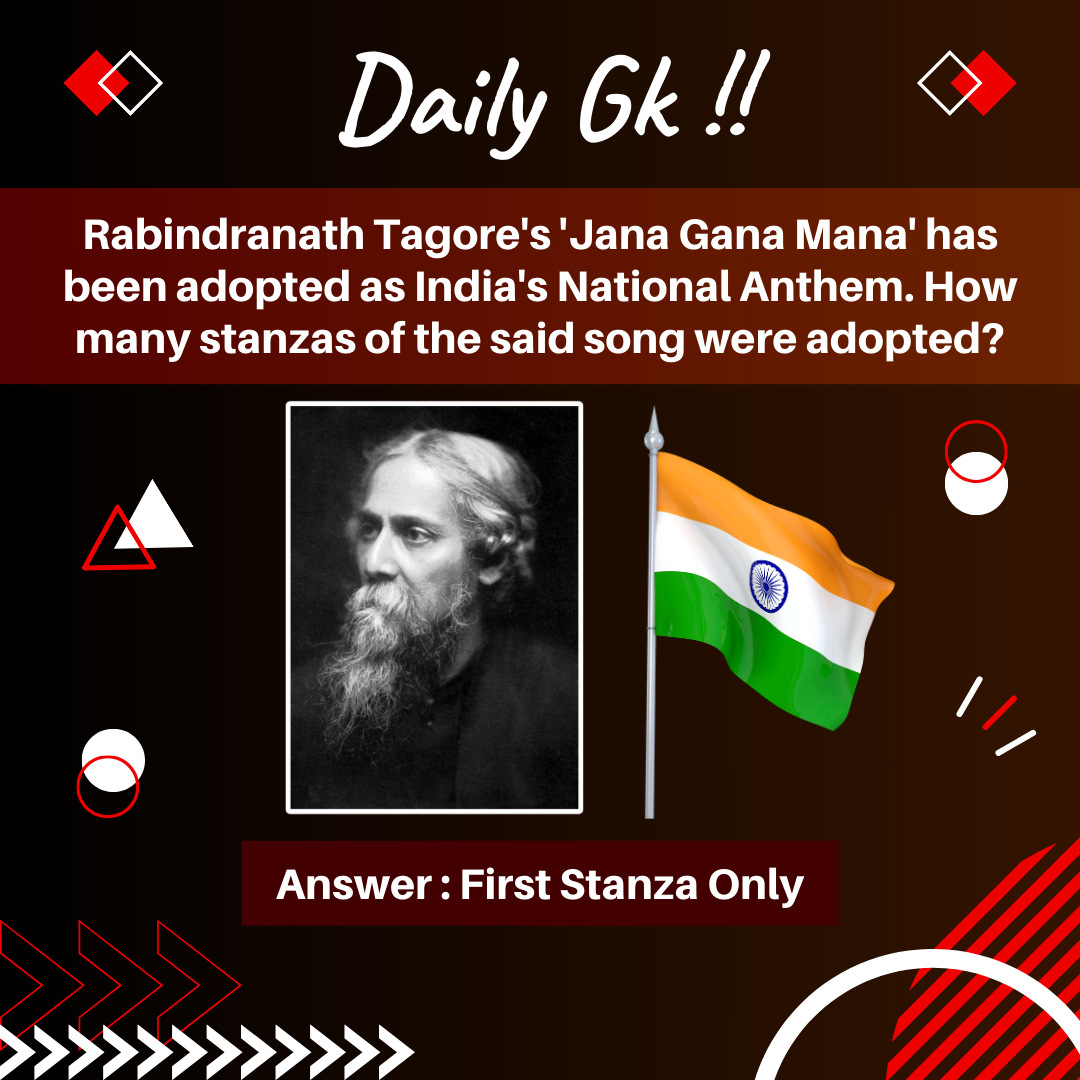 Daily Gk !!
Rabindranath Tagore's 'Jana Gana Mana' has
been adopted as India's National Anthem. How
many stanzas of the said song were adopted?
Answer : First Stanza Only